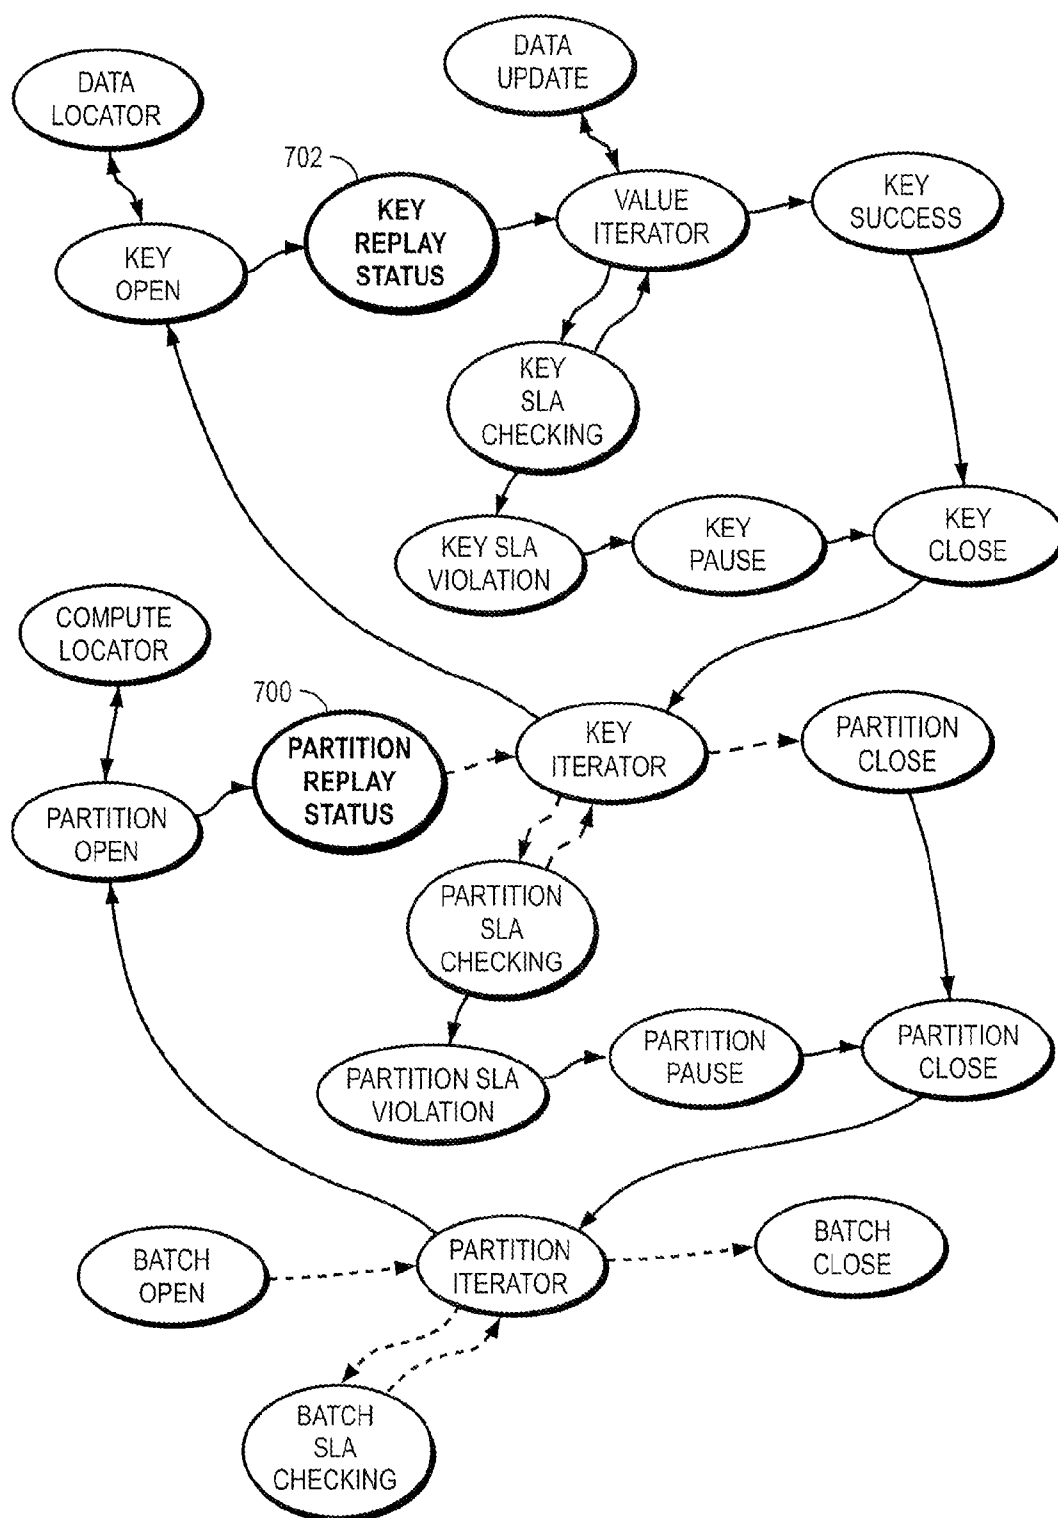 DATA
UPDATE
DATA
LOCATOR
702
KEY
REPLAY
STATUS
VALUE
ITERATOR
KEY
SUCCESS
KEY
OPEN
KEY
SLA
CHECKING
KEY SLA
VIOLATION
KEY
PAUSE
KEY
CLOSE
COMPUTE
LOCATOR
700
PARTITION
REPLAY
STATUS
KEY
ITERATOR
PARTITION
CLOSE
PARTITION
OPEN
PARTITION
SLA
CHECKING
PARTITION SLA
VIOLATION
PARTITION
PAUSE
PARTITION
CLOSE
BATCH
OPEN
PARTITION
ITERATOR
BATCH
CLOSE
BATCH
SLA
CHECKING